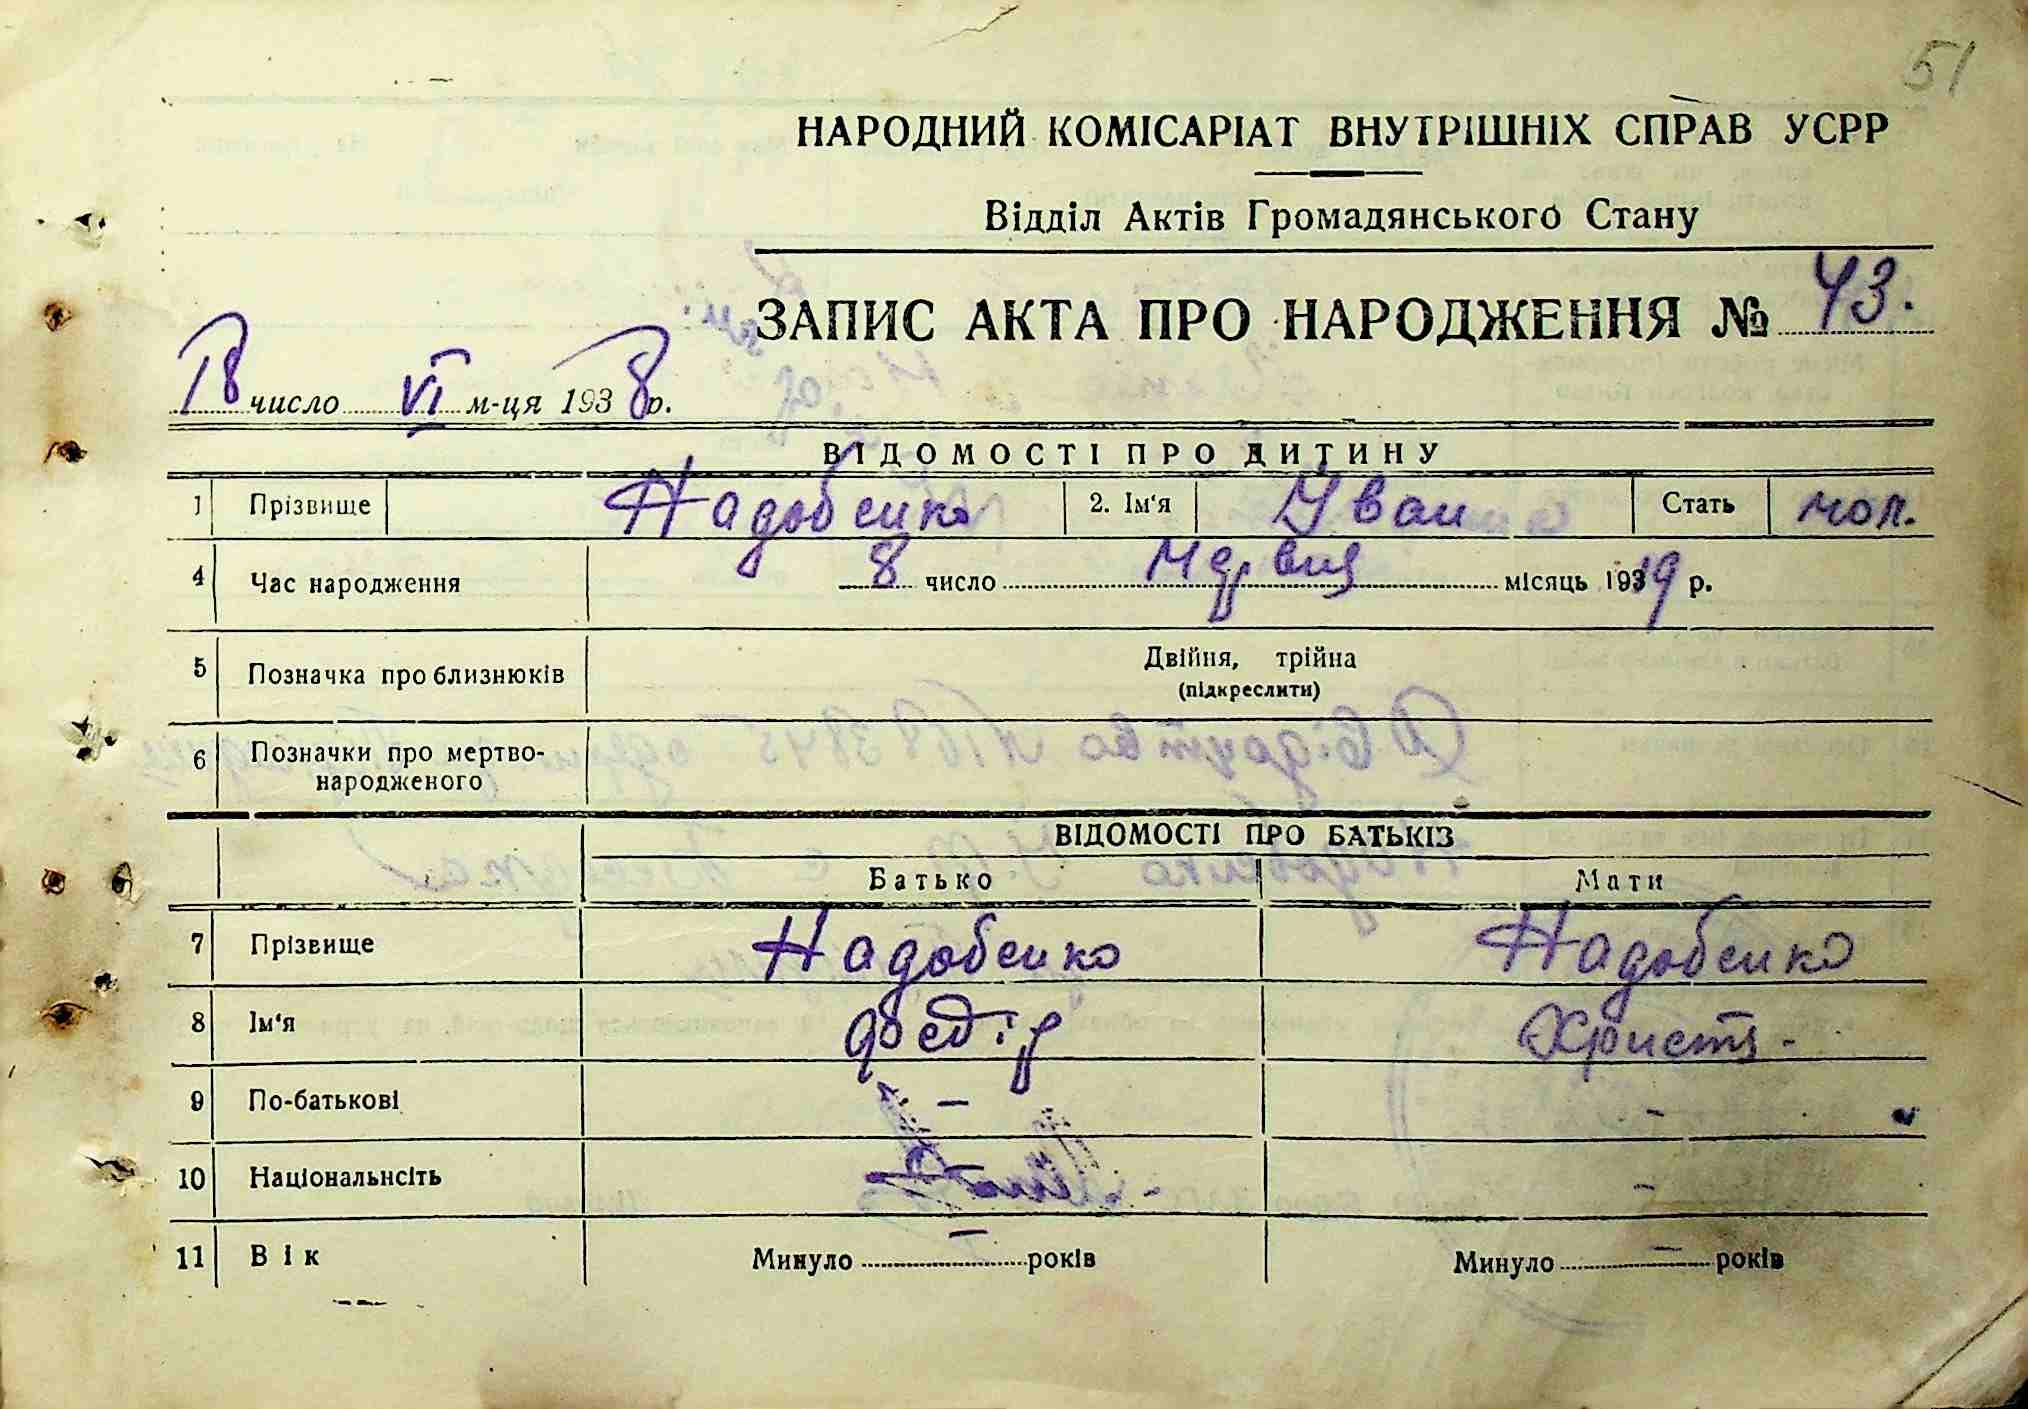 51
НАРОДНИЙ КОМІСАРІАТ ВНУТРІШНІХ СПРАВ УСРР
Відділ Актів Громадянського Стану
ЗАПИС АКТА ПРО НАРОДЖЕННЯ № 43.
18 число VI м-ця 1938 р.
ВІДОМОСТІ ПРО ДИТИНУ
1 Прізвище Надобенко 2. Ім'я Иван Стать чол.
4 Час народження 8 число червня місяць 1919 р.
5 Позначка про близнюків Двійня, трійна
(підкреслити)
6 Позначки про мертво-
народженого
ВІДОМОСТІ ПРО БАТЬКІВ
Батько Мати
7 Прізвище Надобенко Надобенко
8 Ім'я Федір Христя -
9 По-батькові — -
10 Національнсіть -
11 Вік Минуло — років Минуло — років